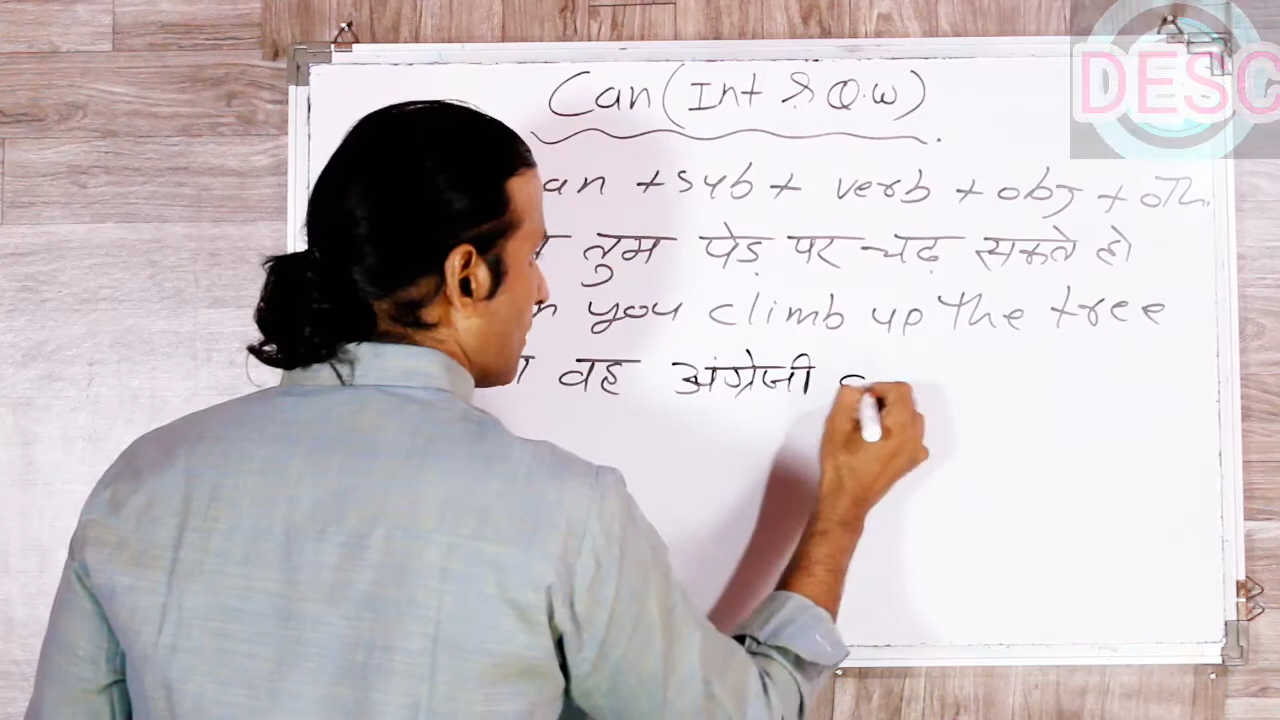 DESC
Can (Int & Q.W)
an + sub + verb + obj + oth.
तुम पेड़ पर चढ़ सकते हो
you climb up the tree
वह अंग्रेजी